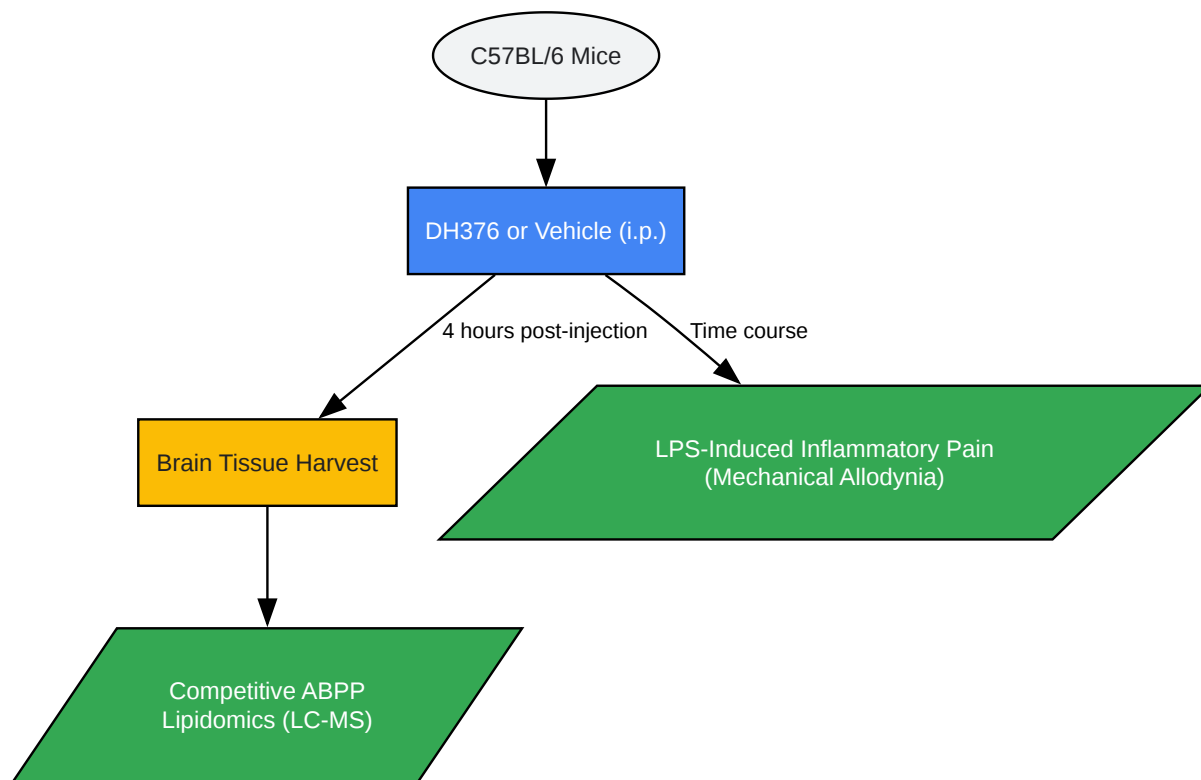 C57BL/6 Mice
DH376 or Vehicle (i.p.)
4 hours post-injection
Time course
Brain Tissue Harvest
LPS-Induced Inflammatory Pain
(Mechanical Allodynia)
Competitive ABPP
Lipidomics (LC-MS)